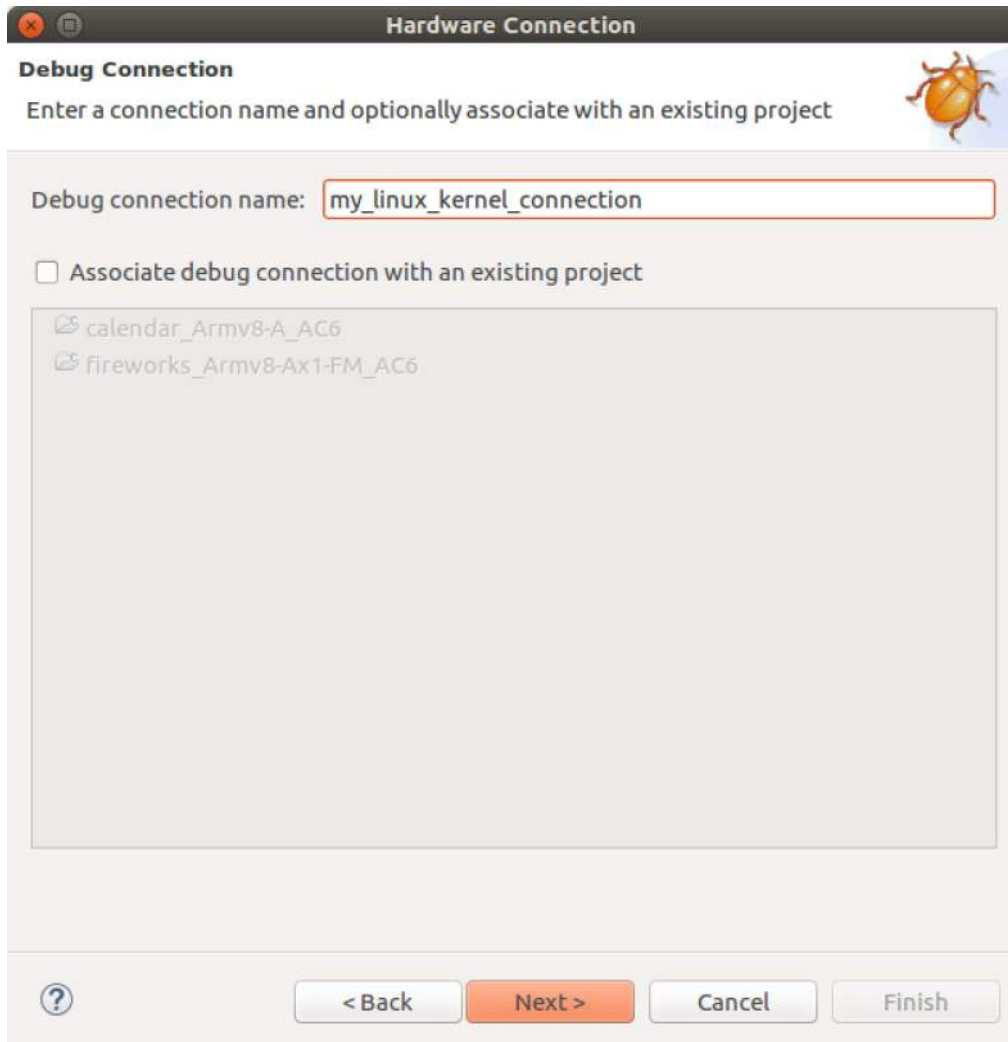 Hardware Connection
Debug Connection
Enter a connection name and optionally associate with an existing project
Debug connection name: my_linux_kernel_connection
Associate debug connection with an existing project
calendar_Armv8-A_AC6
fireworks_Armv8-Ax1-FM_AC6
?
< Back Next > Cancel Finish